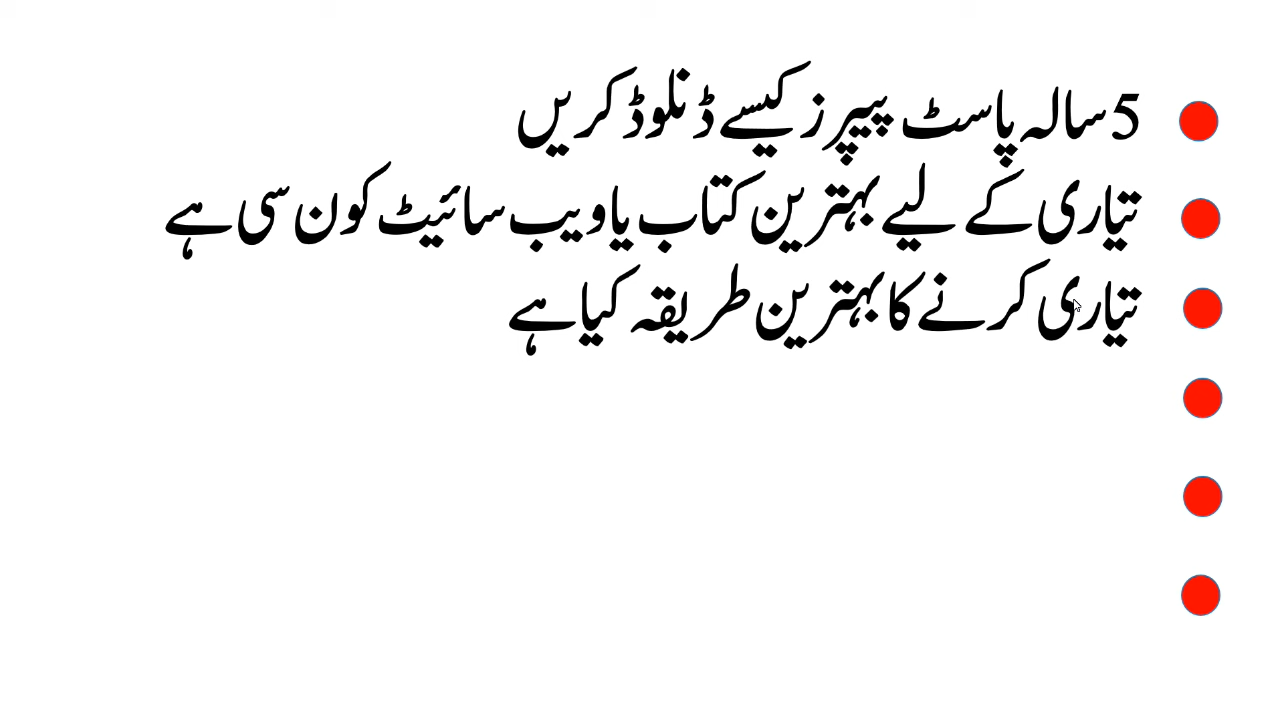 5 سالہ پاسٹ پیپرز کیسے ڈنلوڈ کریں
تیاری کے لیے بہترین کتاب یا ویب سائیٹ کون سی ہے
تیاری کرنے کا بہترین طریقہ کیا ہے